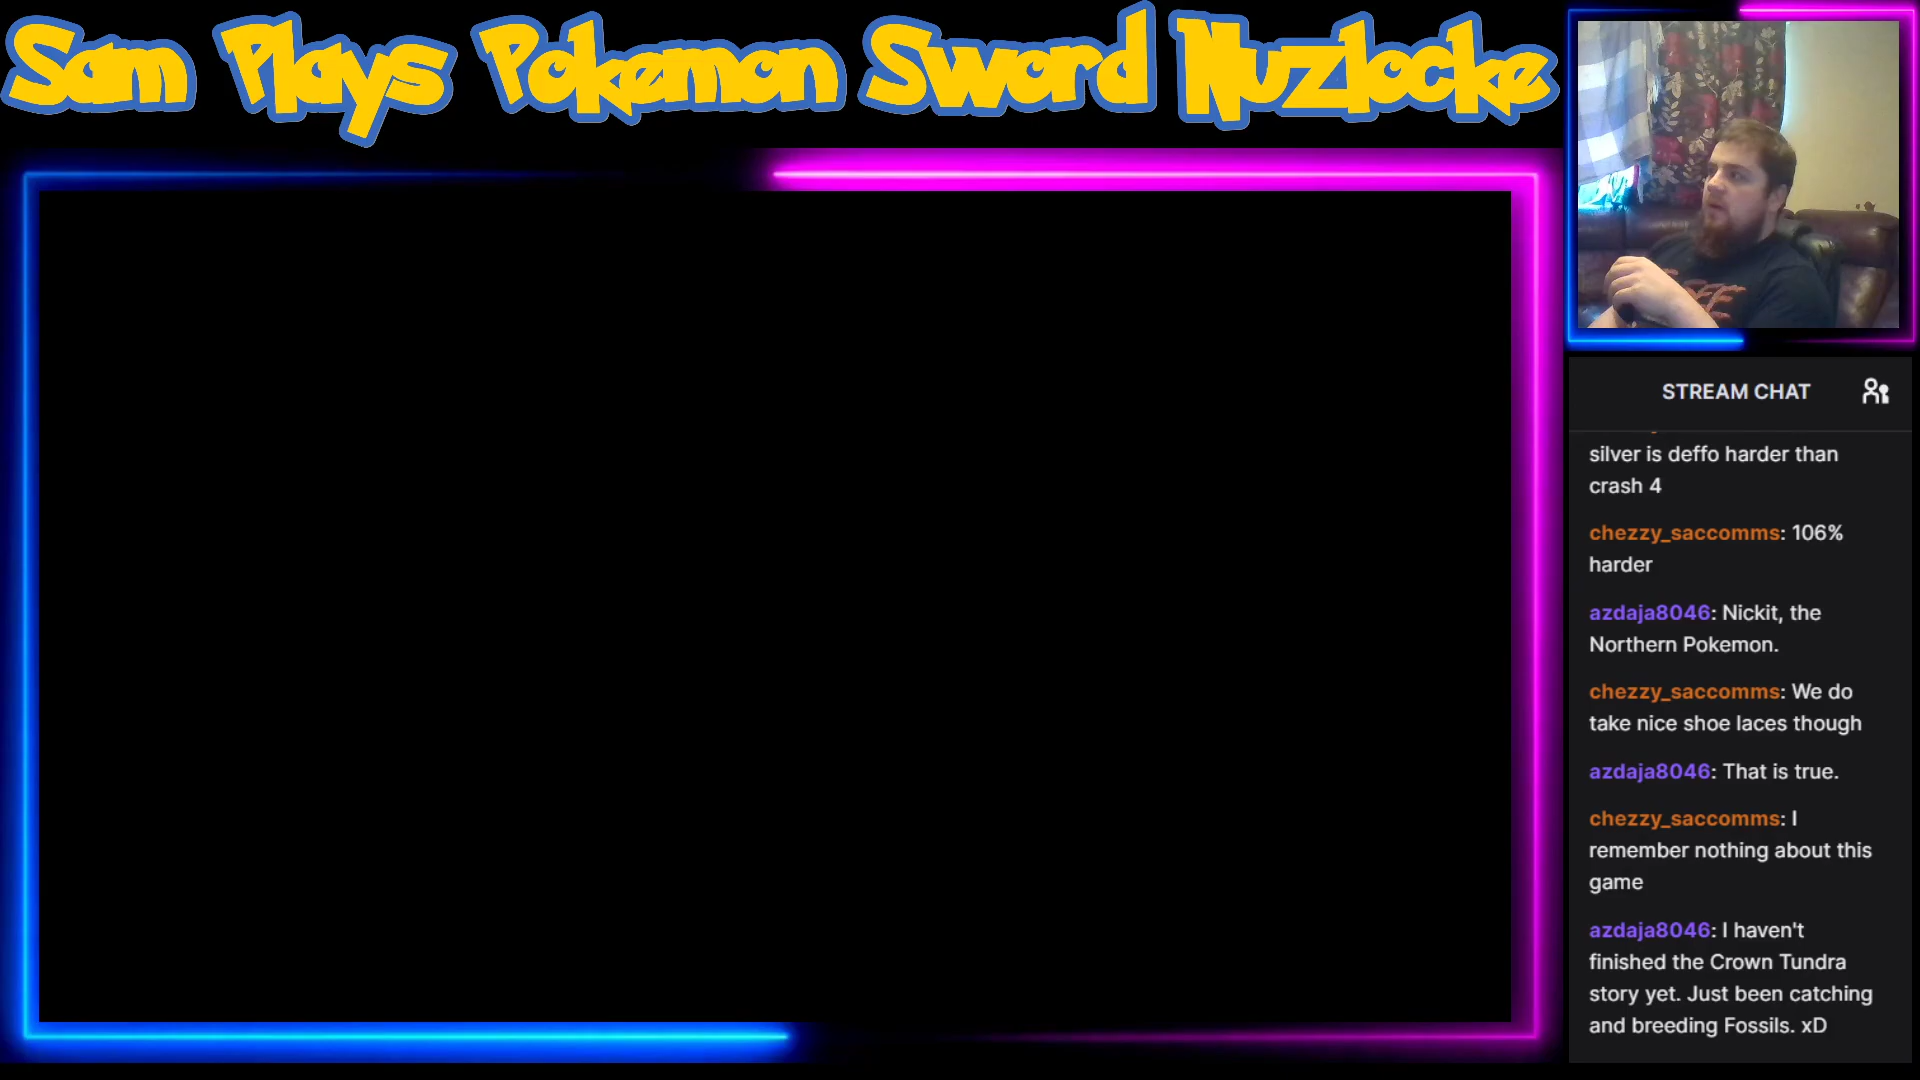 Sam Plays Pokemon Sword Nuzlocke
STREAM CHAT
silver is deffo harder than
crash 4
chezzy_saccomms: 106%
harder
azdaja8046: Nickit, the
Northern Pokemon.
chezzy_saccomms: We do
take nice shoe laces though
azdaja8046: That is true.
chezzy_saccomms: I
remember nothing about this
game
azdaja8046: I haven't
finished the Crown Tundra
story yet. Just been catching
and breeding Fossils. xD